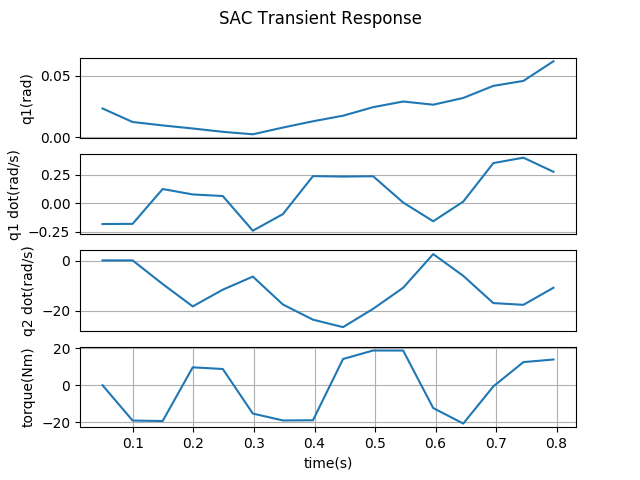 SAC Transient Response
q1(rad)
0.05
0.00
q1 dot(rad/s)
0.25
0.00
−0.25
q2 dot(rad/s)
0
−20
torque(Nm)
20
0
−20
0.1 0.2 0.3 0.4 0.5 0.6 0.7 0.8
time(s)